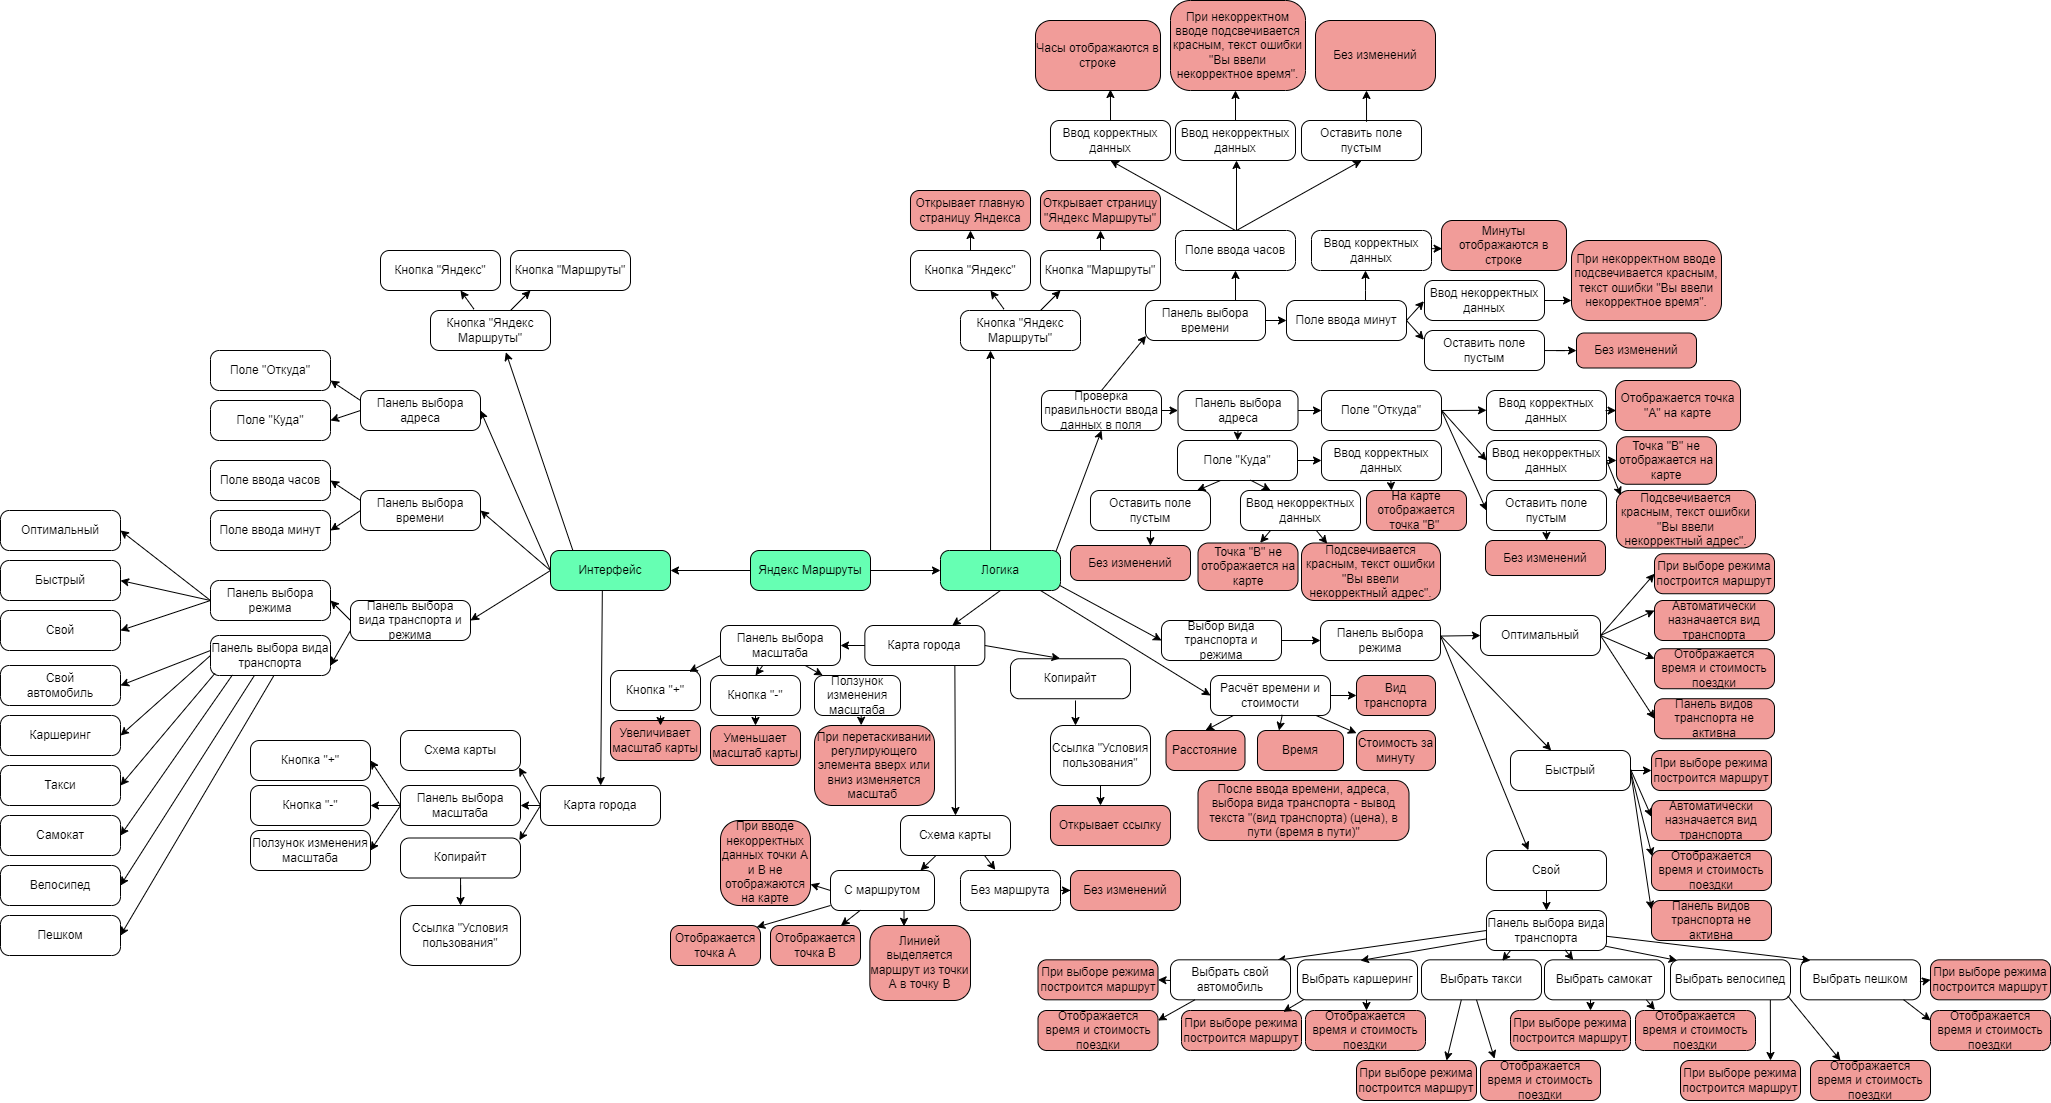 Часы отображаются в
строке
При некорректном
вводе подсвечивается
красным, текст ошибки
"Вы ввели
некорректное время".
Без изменений
Ввод корректных
данных
Ввод некорректных
данных
Оставить поле
пустым
Открывает главную
страницу Яндекса
Открывает страницу
"Яндекс Маршруты"
Поле ввода часов
Ввод корректных
данных
Минуты
отображаются в
строке
При некорректном вводе
подсвечивается красным,
текст ошибки "Вы ввели
некорректное время".
Кнопка "Яндекс"
Кнопка "Маршруты"
Кнопка "Яндекс"
Кнопка "Маршруты"
Ввод некорректных
данных
Кнопка "Яндекс
Маршруты"
Кнопка "Яндекс
Маршруты"
Панель выбора
времени
Поле ввода минут
Оставить поле
пустым
Без изменений
Поле "Откуда"
Панель выбора
адреса
Поле "Куда"
Проверка
правильности ввода
данных в поля
Панель выбора
адреса
Поле "Откуда"
Ввод корректных
данных
Отображается точка
"А" на карте
Поле "Куда"
Ввод корректных
данных
Ввод некорректных
данных
Точка "В" не
отображается на
карте
Поле ввода часов
Панель выбора
времени
Поле ввода минут
Оставить поле
пустым
Ввод некорректных
данных
На карте
отображается
точка "В"
Оставить поле
пустым
Подсвечивается
красным, текст ошибки
"Вы ввели
некорректный адрес".
Без изменений
Точка "В" не
отображается на
карте
Подсвечивается
красным, текст ошибки
"Вы ввели
некорректный адрес".
Без изменений
Интерфейс
Яндекс Маршруты
Логика
Оптимальный
Быстрый
Свой
Панель выбора
режима
Панель выбора
вида транспорта и
режима
Панель выбора вида
транспорта
Свой
автомобиль
Каршеринг
Такси
Самокат
Велосипед
Пешком
Кнопка "+"
Кнопка "-"
Ползунок изменения
масштаба
Схема карты
Панель выбора
масштаба
Копирайт
Ссылка "Условия
пользования"
Карта города
Панель выбора
масштаба
Карта города
Кнопка "+"
Кнопка "-"
Ползунок
изменения
масштаба
Увеличивает
масштаб карты
Уменьшает
масштаб карты
При перетаскивании
регулирующего
элемента вверх или
вниз изменяется
масштаб
Копирайт
Ссылка "Условия
пользования"
Открывает ссылку
Схема карты
При вводе
некорректных
данных точки А
и В не
отображаются
на карте
С маршрутом
Без маршрута
Без изменений
Отображается
точка А
Отображается
точка В
Линией
выделяется
маршрут из точки
А в точку В
Выбор вида
транспорта и
режима
Панель выбора
режима
Расчёт времени и
стоимости
Вид
транспорта
Расстояние
Время
Стоимость за
минуту
После ввода времени, адреса,
выбора вида транспорта - вывод
текста "(вид транспорта) (цена), в
пути (время в пути)"
Оптимальный
При выборе режима
построится маршрут
Автоматически
назначается вид
транспорта
Отображается
время и стоимость
поездки
Панель видов
транспорта не
активна
Быстрый
При выборе режима
построится маршрут
Автоматически
назначается вид
транспорта
Отображается
время и стоимость
поездки
Панель видов
транспорта не
активна
Свой
Панель выбора вида
транспорта
При выборе режима
построится маршрут
Выбрать свой
автомобиль
Выбрать каршеринг
Выбрать такси
Выбрать самокат
Выбрать велосипед
Выбрать пешком
При выборе режима
построится маршрут
Отображается
время и стоимость
поездки
При выборе режима
построится маршрут
Отображается
время и стоимость
поездки
При выборе режима
построится маршрут
Отображается
время и стоимость
поездки
Отображается
время и стоимость
поездки
При выборе режима
построится маршрут
Отображается
время и стоимость
поездки
При выборе режима
построится маршрут
Отображается
время и стоимость
поездки